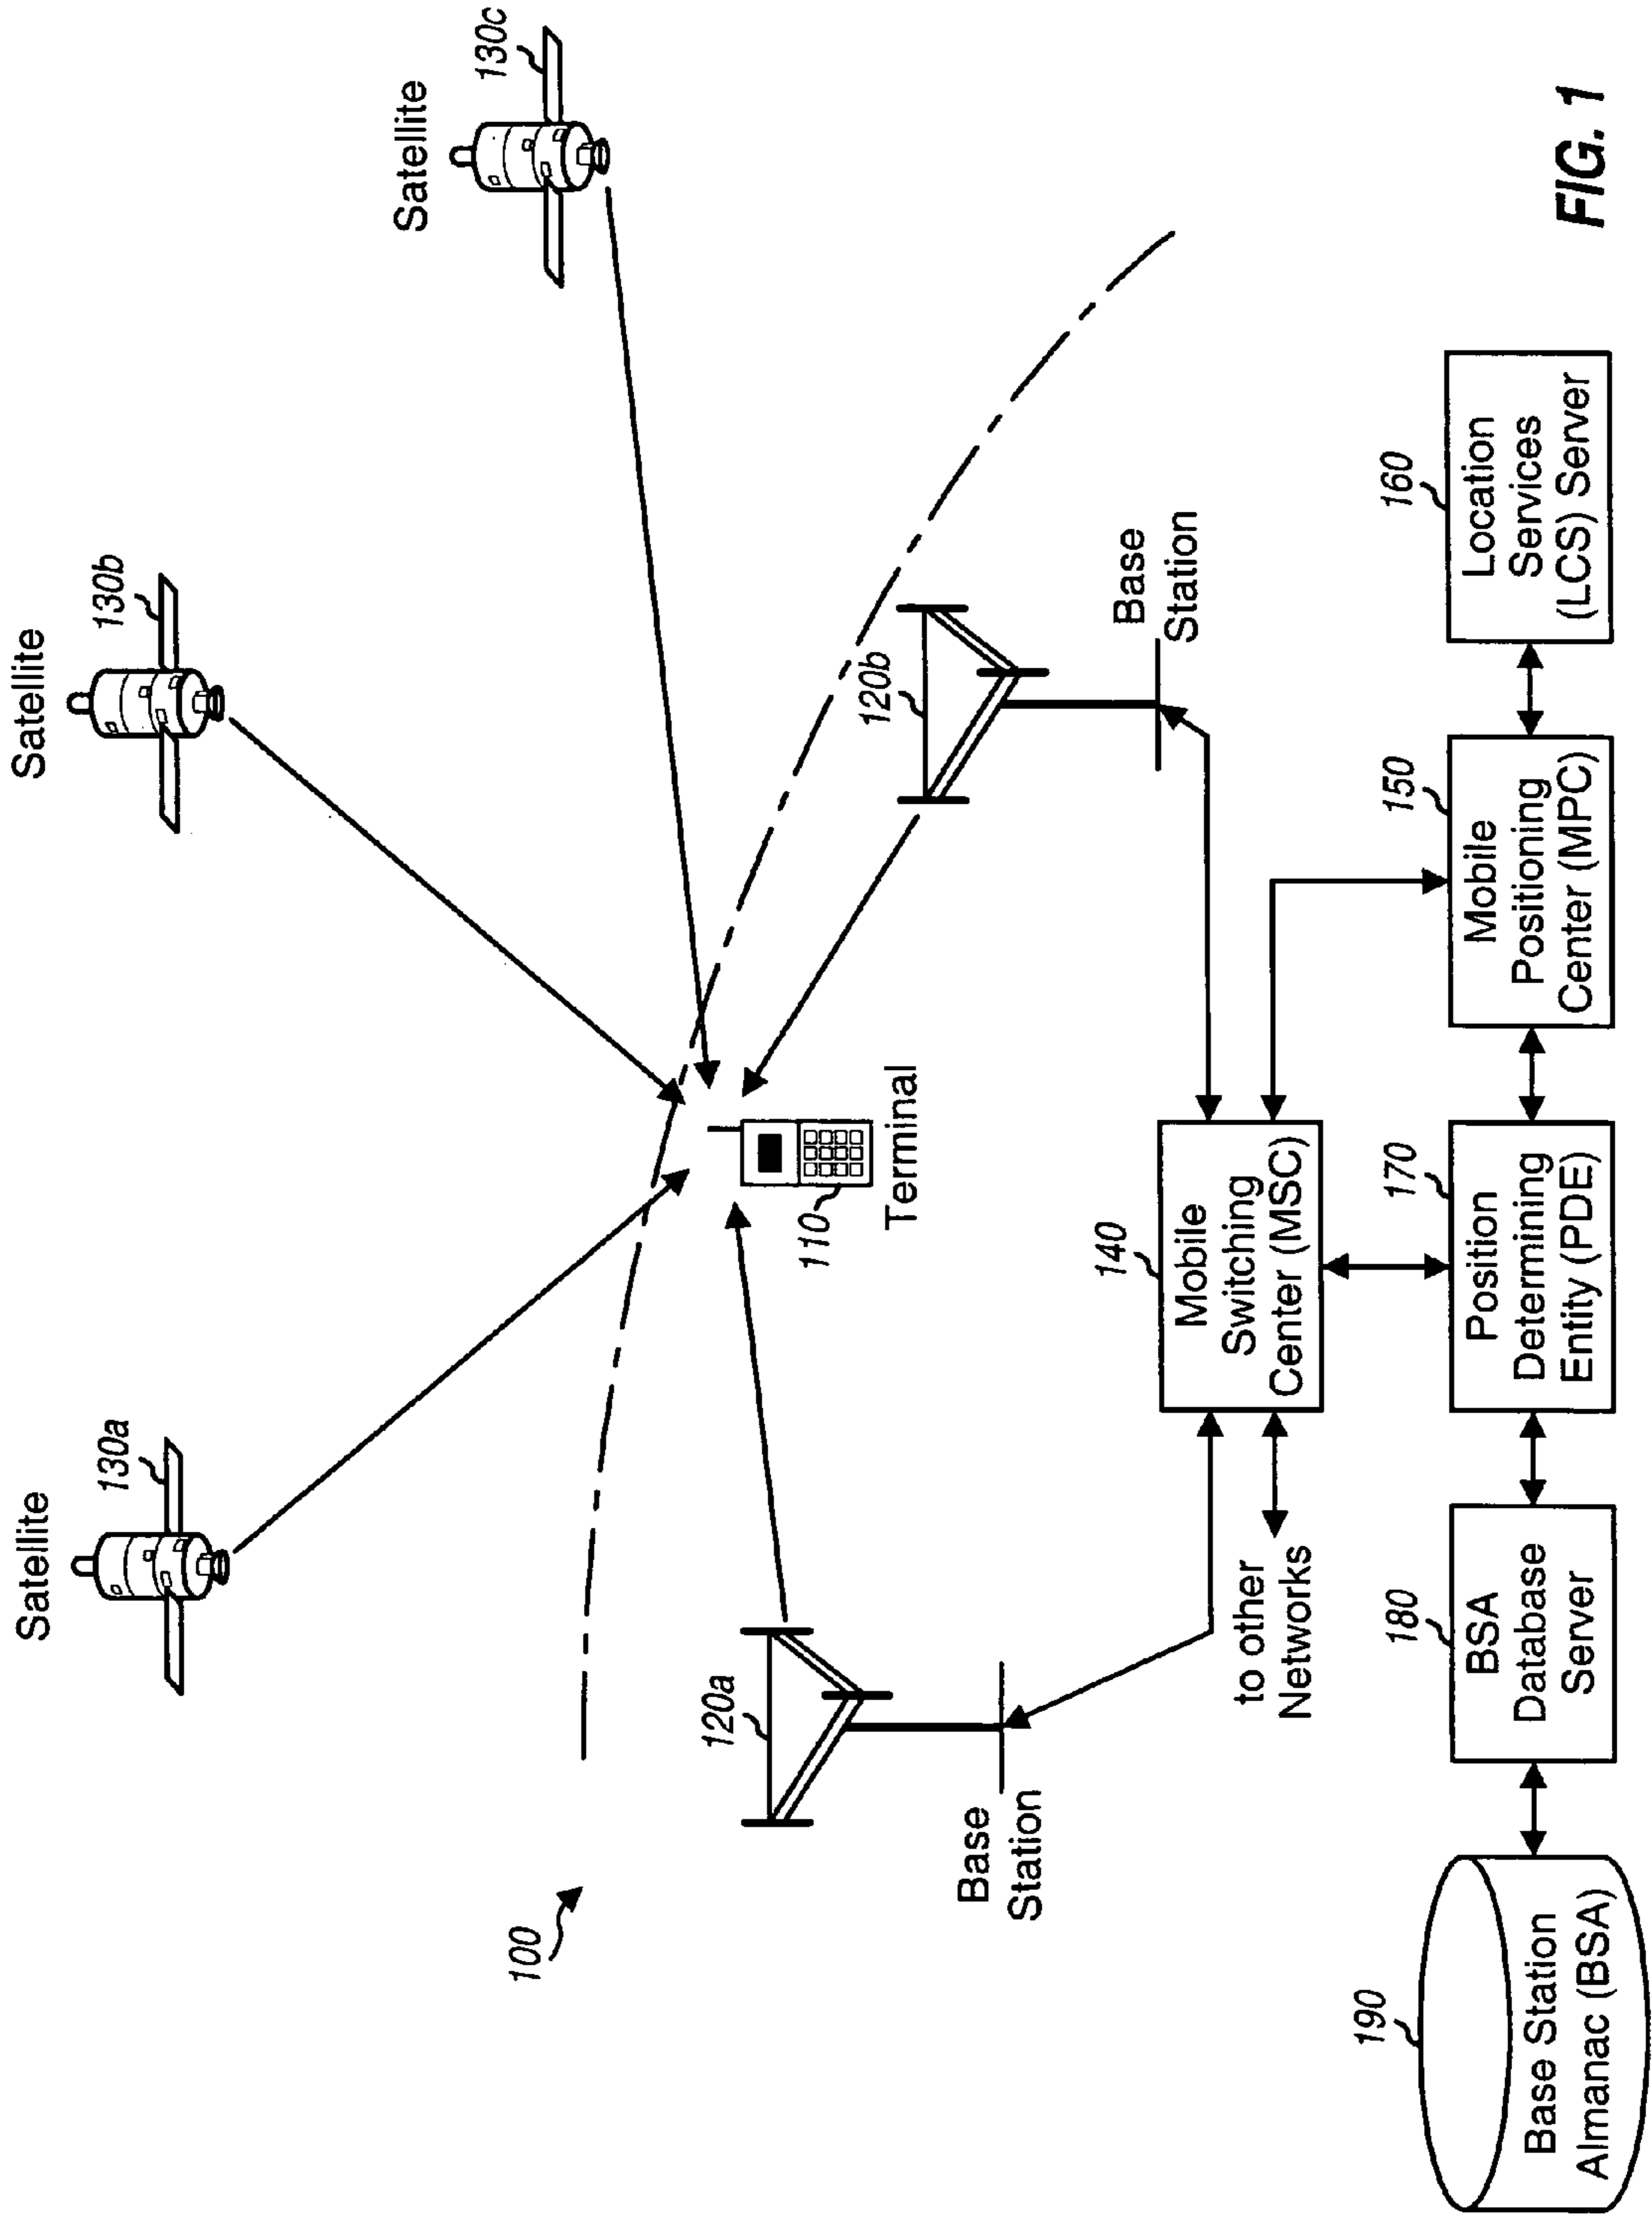 Satellite
130a
Satellite
130b
Satellite
130c
100
120a
Base
Station
110
Terminal
120b
Base
Station
to other
Networks
140
Mobile
Switching
Center (MSC)
190
Base Station
Almanac (BSA)
180
BSA
Database
Server
170
Position
Determining
Entity (PDE)
150
Mobile
Positioning
Center (MPC)
160
Location
Services
(LCS) Server
FIG. 1